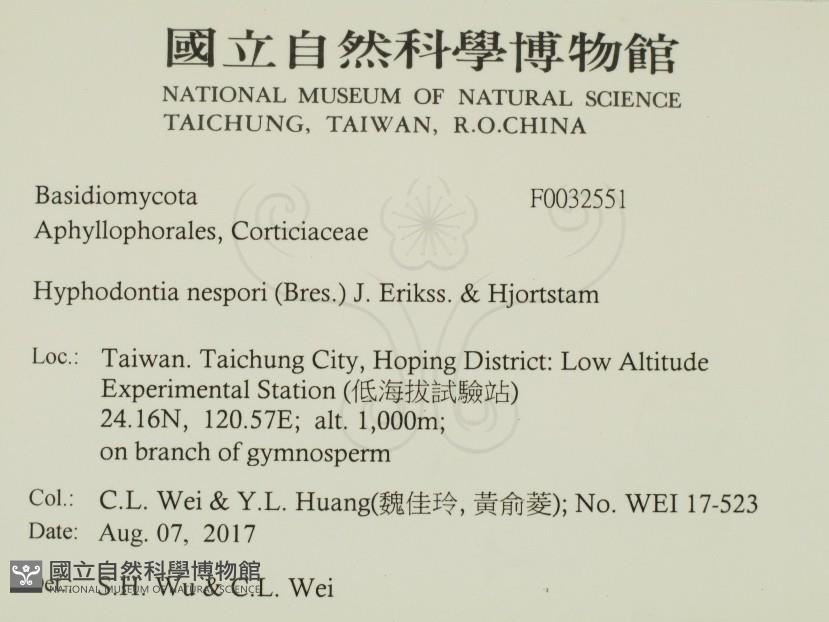 國立自然科學博物館
NATIONAL MUSEUM OF NATURAL SCIENCE
TAICHUNG, TAIWAN, R.O.CHINA
Basidiomycota F0032551
Aphyllophorales, Corticiaceae
Hyphodontia nespori (Bres.) J. Erikss. & Hjortstam
Loc.: Taiwan. Taichung City, Hoping District: Low Altitude
Experimental Station (低海拔試驗站)
24.16N, 120.57E; alt. 1,000m;
on branch of gymnosperm
Col.: C.L. Wei & Y.L. Huang(魏佳玲, 黃俞菱); No. WEI 17-523
Date: Aug. 07, 2017
S.H. Wu & C.L. Wei
國立自然科學博物館
NATIONAL MUSEUM OF NATURAL SCIENCE